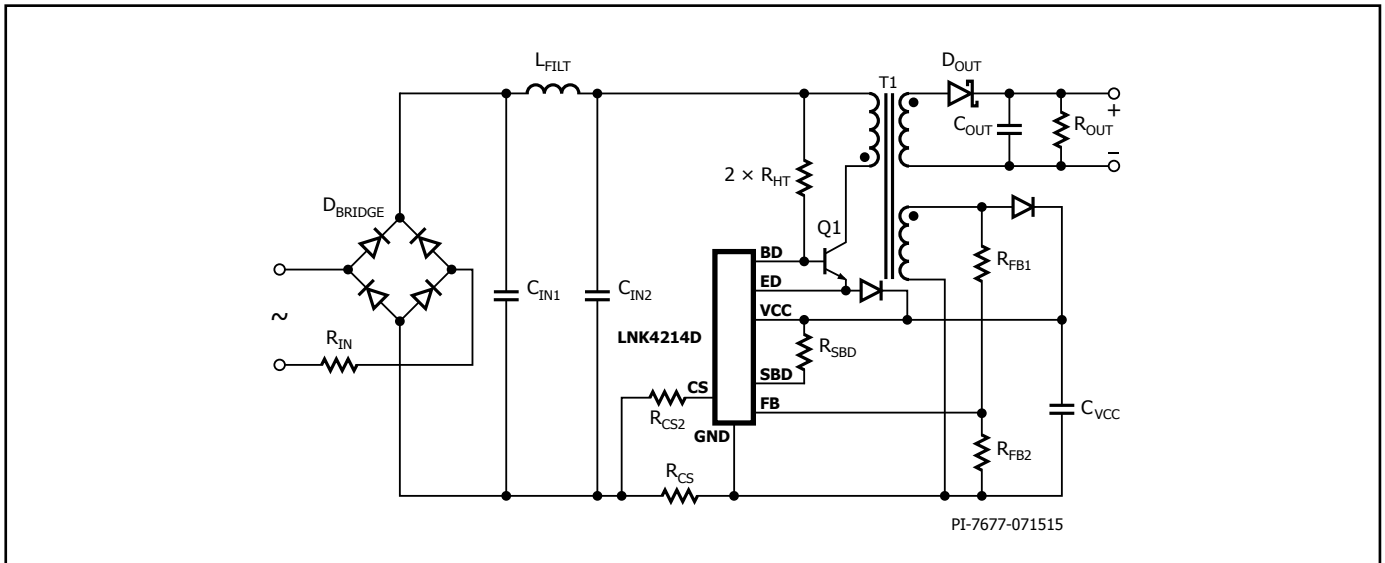 L_FILT
T1
D_OUT
C_OUT
R_OUT
+
−
2 × R_HT
D_BRIDGE
Q1
BD
ED
VCC
LNK4214D
SBD
CS
FB
GND
R_FB1
C_IN1
C_IN2
~
R_IN
R_SBD
R_CS2
C_VCC
R_FB2
R_CS
PI-7677-071515